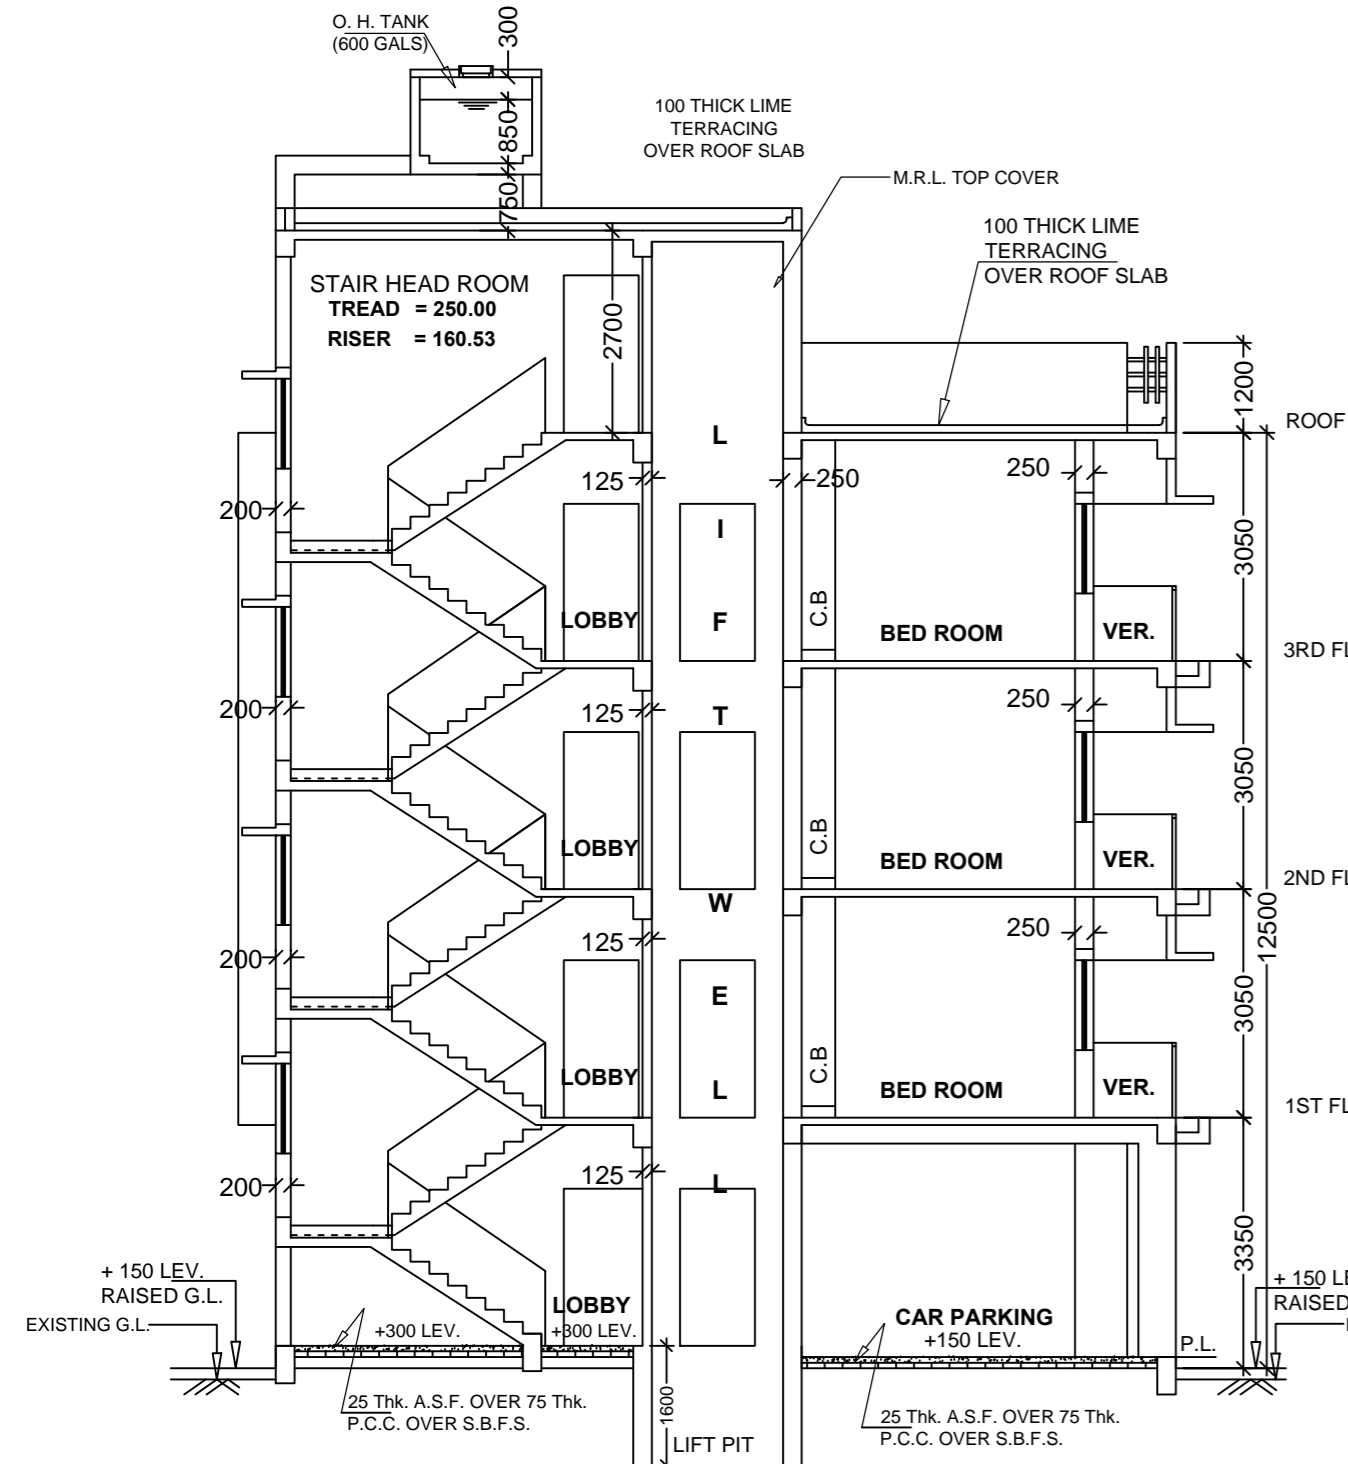 O. H. TANK
(600 GALS)
300
850
750
100 THICK LIME
TERRACING
OVER ROOF SLAB
M.R.L. TOP COVER
100 THICK LIME
TERRACING
OVER ROOF SLAB
STAIR HEAD ROOM
TREAD = 250.00
RISER = 160.53
2700
1200
ROOF
L
125
250
250
200
I
3050
LOBBY
F
C.B
BED ROOM
VER.
3RD FL
200
125
T
250
3050
LOBBY
C.B
BED ROOM
VER.
2ND FL
W
12500
200
125
250
E
3050
LOBBY
L
C.B
BED ROOM
VER.
1ST FL
200
125
L
3350
+ 150 LEV.
RAISED G.L.
EXISTING G.L.
LOBBY
+300 LEV.
+300 LEV.
CAR PARKING
+150 LEV.
P.L.
+ 150 LE
RAISED
1600
25 Thk. A.S.F. OVER 75 Thk.
P.C.C. OVER S.B.F.S.
LIFT PIT
25 Thk. A.S.F. OVER 75 Thk.
P.C.C. OVER S.B.F.S.